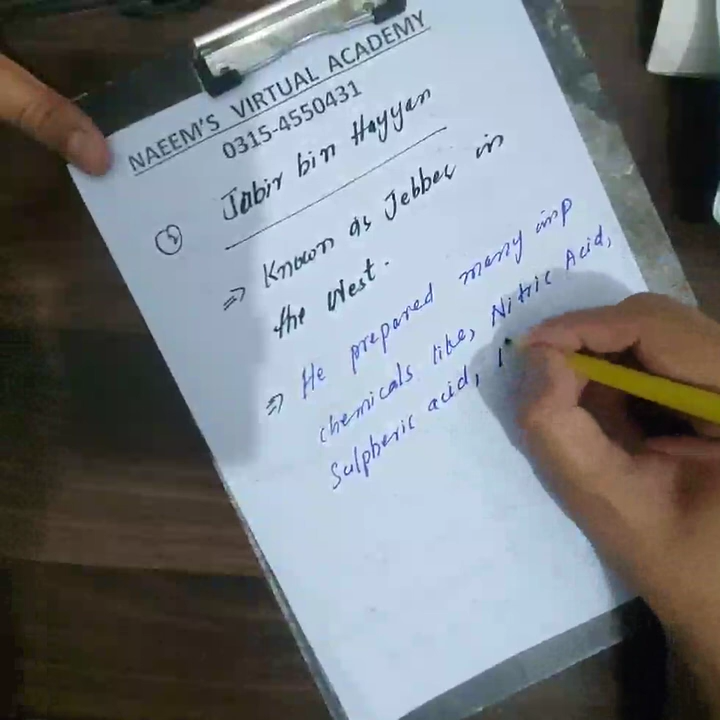 NAEEM'S VIRTUAL ACADEMY
0315-4550431
③ Jabir bin Hayyan
⇒ Known as Jebber in
the West.
⇒ He prepared many imp
chemicals like, Nitric Acid,
Sulpheric acid,